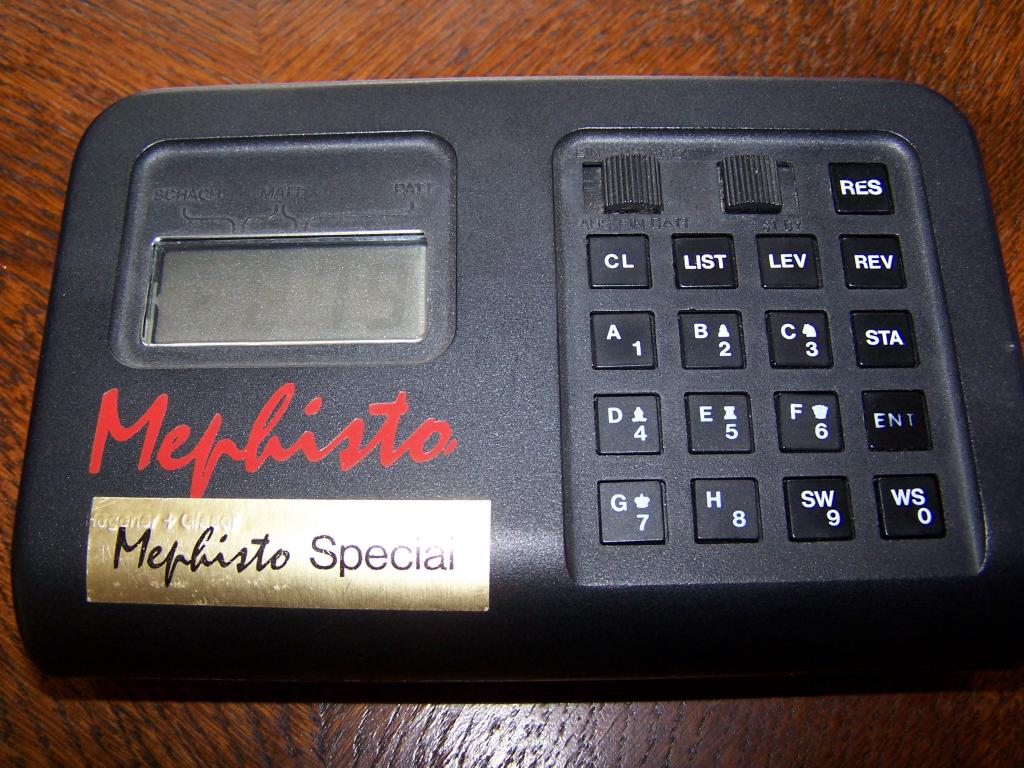 SCHACH MATT BATT
RES
CL LIST LEV REV
A 1 B 2 C 3 STA
D 4 E 5 F 6 ENT
G 7 H 8 SW 9 WS 0
Mephisto
Mephisto Special